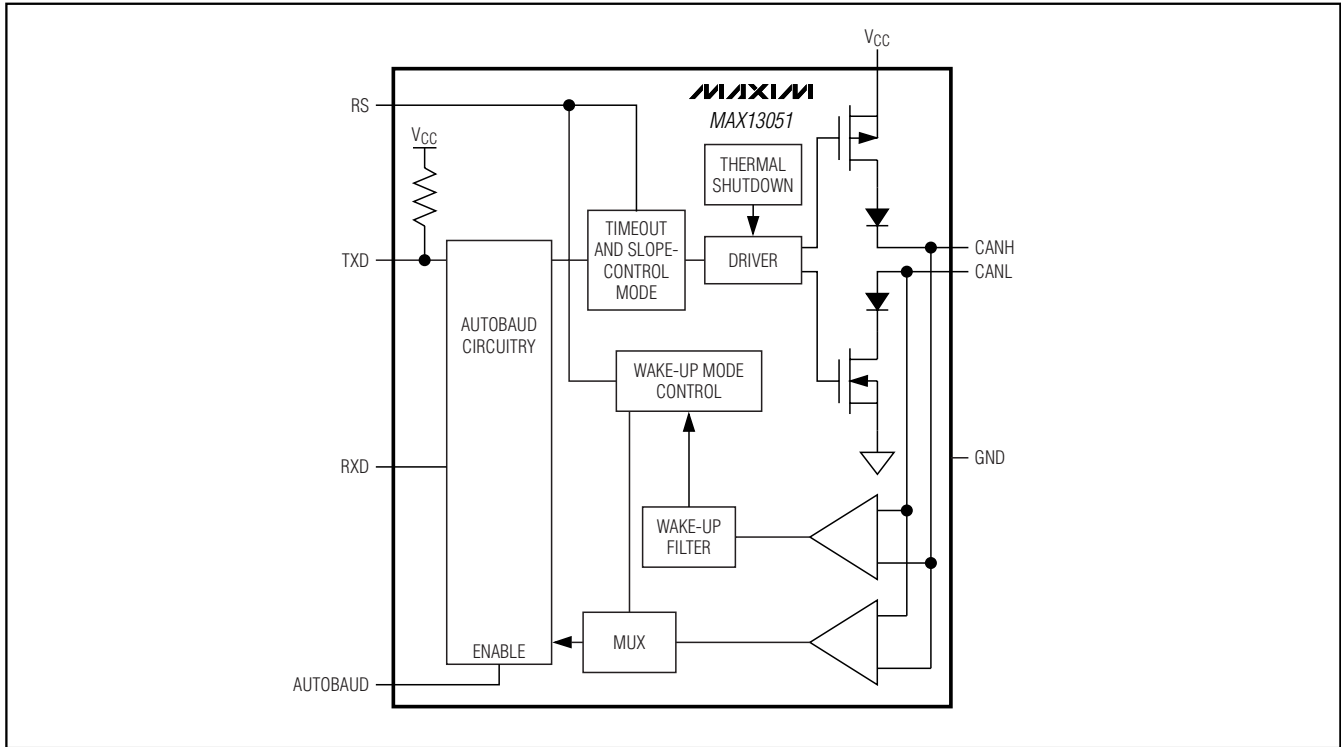 VCC
MAXIM
MAX13051
RS
VCC
THERMAL
SHUTDOWN
TIMEOUT
AND SLOPE-
CONTROL
MODE
DRIVER
CANH
CANL
TXD
AUTOBAUD
CIRCUITRY
WAKE-UP MODE
CONTROL
RXD
GND
WAKE-UP
FILTER
MUX
ENABLE
AUTOBAUD